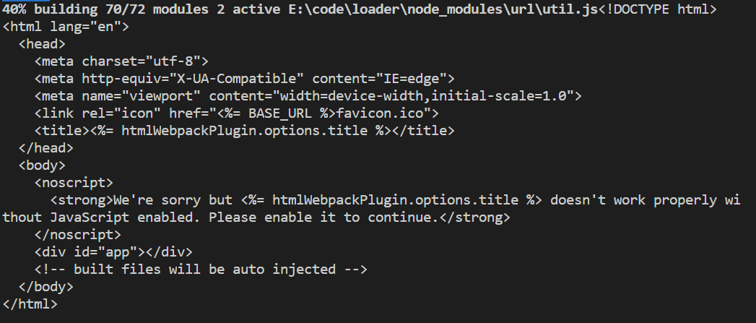 40% building 70/72 modules 2 active E:\code\loader\node_modules\url\util.js<!DOCTYPE html>
<html lang="en">
  <head>
    <meta charset="utf-8">
    <meta http-equiv="X-UA-Compatible" content="IE=edge">
    <meta name="viewport" content="width=device-width,initial-scale=1.0">
    <link rel="icon" href="<%= BASE_URL %>favicon.ico">
    <title><%= htmlWebpackPlugin.options.title %></title>
  </head>
  <body>
    <noscript>
      <strong>We're sorry but <%= htmlWebpackPlugin.options.title %> doesn't work properly wi
thout JavaScript enabled. Please enable it to continue.</strong>
    </noscript>
    <div id="app"></div>
    <!-- built files will be auto injected -->
  </body>
</html>